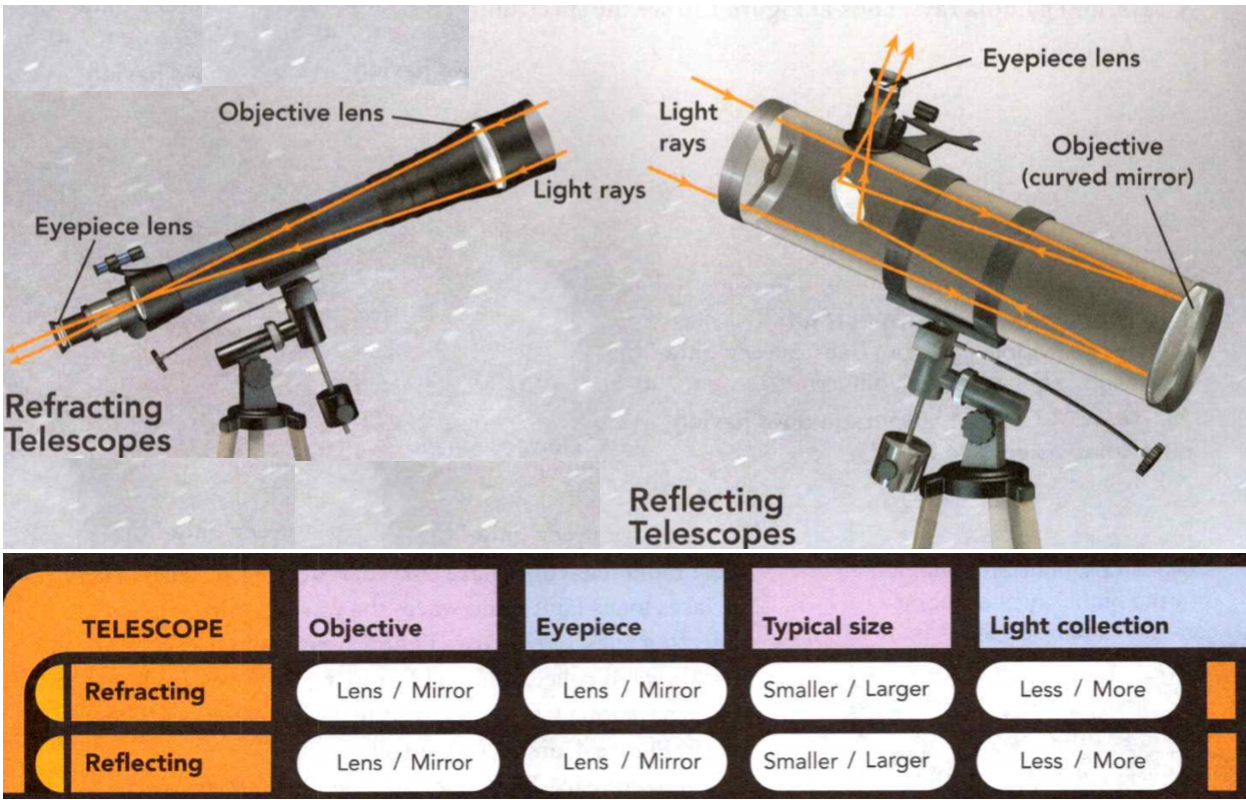 Objective lens
Light rays
Eyepiece lens
Refracting
Telescopes
Eyepiece lens
Light
rays
Objective
(curved mirror)
Reflecting
Telescopes
TELESCOPE Objective Eyepiece Typical size Light collection
Refracting Lens / Mirror Lens / Mirror Smaller / Larger Less / More
Reflecting Lens / Mirror Lens / Mirror Smaller / Larger Less / More